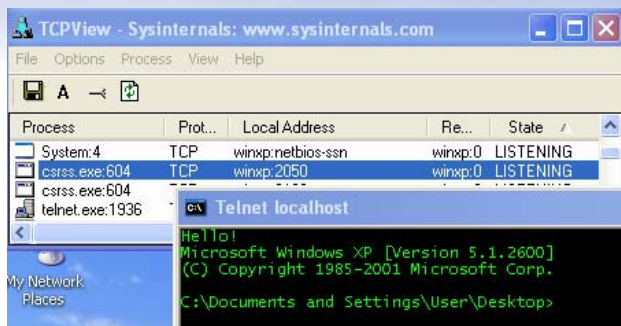 TCPView - Sysinternals: www.sysinternals.com
File Options Process View Help
A
Process Prot... Local Address Re... State
System:4 TCP winxp:netbios-ssn winxp:0 LISTENING
csrss.exe:604 TCP winxp:2050 winxp:0 LISTENING
csrss.exe:604
telnet.exe:1936
Telnet localhost
Hello!
Microsoft Windows XP [Version 5.1.2600]
(C) Copyright 1985-2001 Microsoft Corp.
C:\Documents and Settings\User\Desktop>
My Network
Places